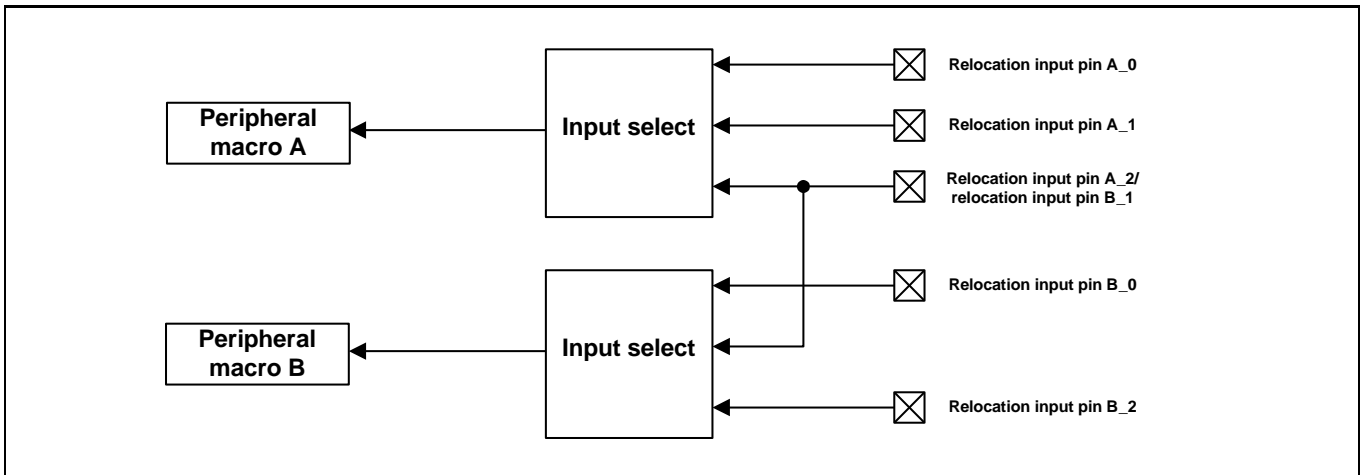 Relocation input pin A_0
Peripheral
macro A
Input select
Relocation input pin A_1
Relocation input pin A_2/
relocation input pin B_1
Relocation input pin B_0
Peripheral
macro B
Input select
Relocation input pin B_2